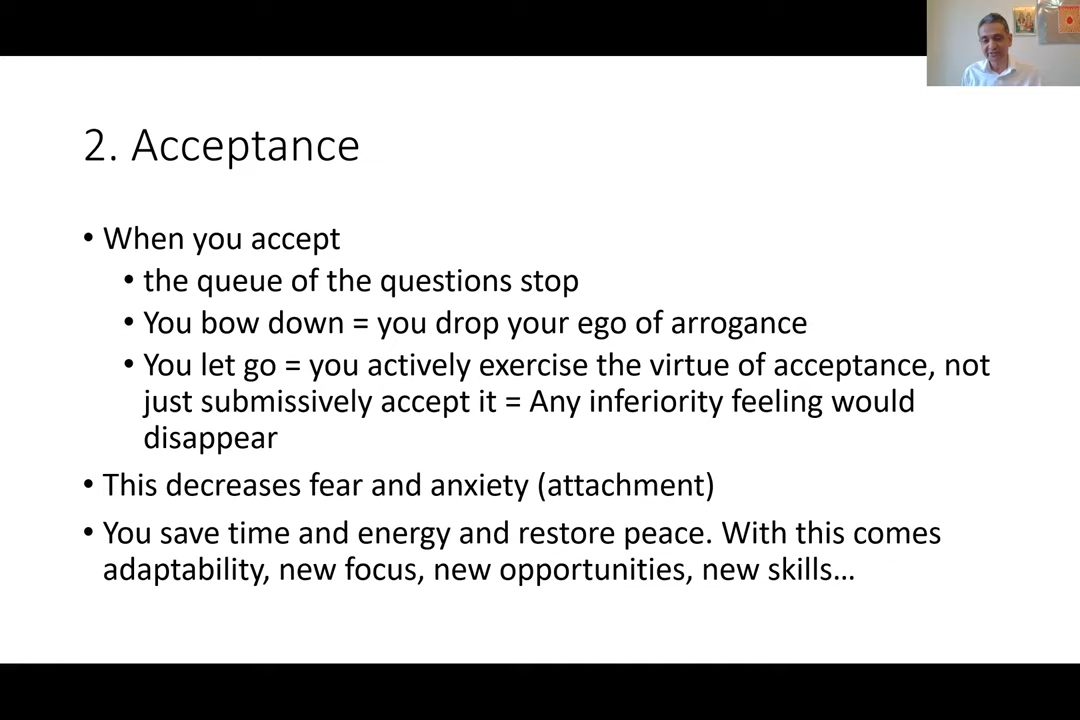 2. Acceptance
• When you accept
• the queue of the questions stop
• You bow down = you drop your ego of arrogance
• You let go = you actively exercise the virtue of acceptance, not
just submissively accept it = Any inferiority feeling would
disappear
• This decreases fear and anxiety (attachment)
• You save time and energy and restore peace. With this comes
adaptability, new focus, new opportunities, new skills…